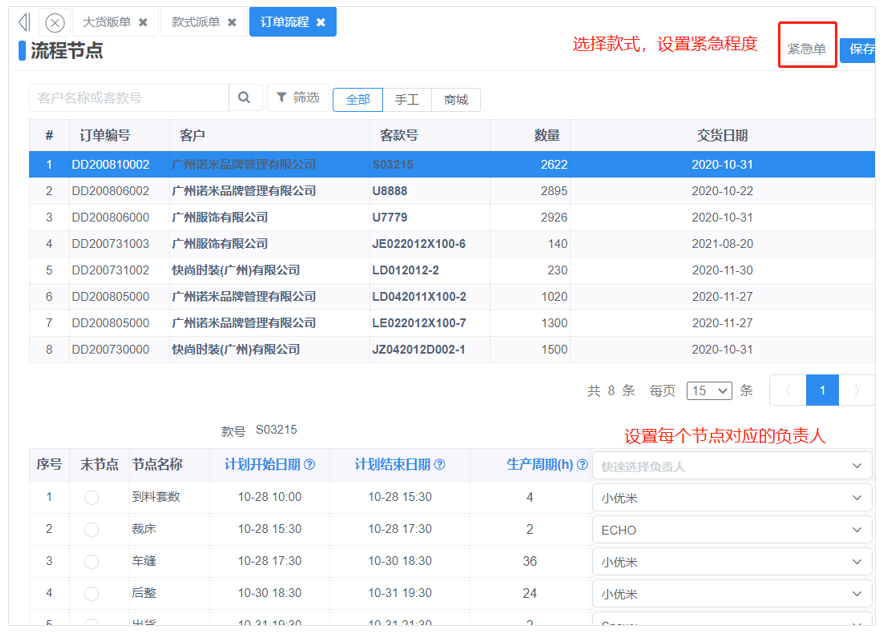 大货版单 ✖ 款式派单 ✖ 订单流程 ✖
流程节点
选择款式，设置紧急程度
紧急单 保存
客户名称或客款号 筛选 全部 手工 商城
# 订单编号 客户 客款号 数量 交货日期
1 DD200810002 广州诺米品牌管理有限公司 S03215 2622 2020-10-31
2 DD200806002 广州诺米品牌管理有限公司 U8888 2895 2020-10-22
3 DD200806000 广州服饰有限公司 U7779 2926 2020-10-31
4 DD200731003 广州服饰有限公司 JE022012X100-6 140 2021-08-20
5 DD200731002 快尚时装(广州)有限公司 LD012012-2 230 2020-11-30
6 DD200805000 广州诺米品牌管理有限公司 LD042011X100-2 1020 2020-11-27
7 DD200805000 广州诺米品牌管理有限公司 LE022012X100-7 1300 2020-11-27
8 DD200730000 快尚时装(广州)有限公司 JZ042012D002-1 1500 2020-10-31
共 8 条 每页 15 条 1
款号 S03215
设置每个节点对应的负责人
序号 末节点 节点名称 计划开始日期 计划结束日期 生产周期(h) 快速选择负责人
1 到料套数 10-28 10:00 10-28 15:30 4 小优米
2 裁床 10-28 15:30 10-28 17:30 2 ECHO
3 车缝 10-28 17:30 10-30 18:30 36 小优米
4 后整 10-30 18:30 10-31 19:30 24 小优米
5 出货 10-31 19:30 10-31 21:30 2